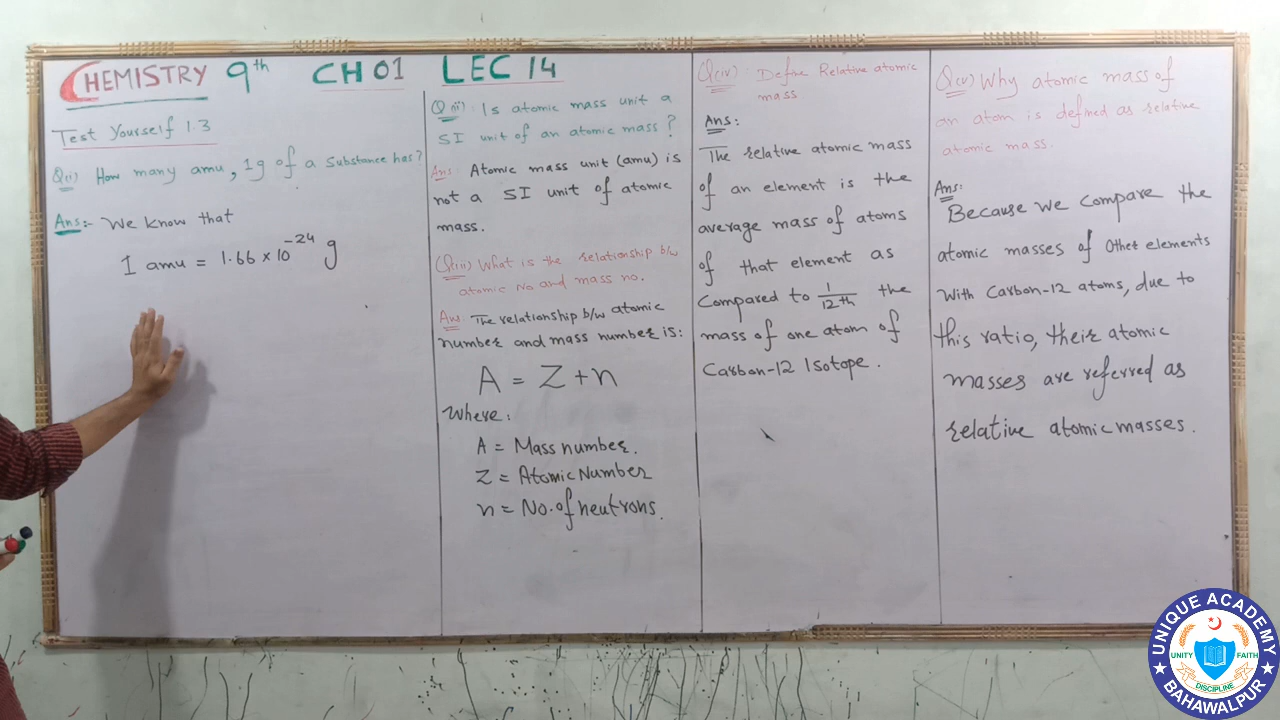 CHEMISTRY 9th CH 01 LEC 14
Test Yourself 1.3
Q(i) How many amu, 1g of a Substance has?
Ans:- We know that
1 amu = 1.66 × 10^-24 g
Q(ii): Is atomic mass unit a
SI unit of an atomic mass?
Ans: Atomic mass unit (amu) is
not a SI unit of atomic
mass.
Q(iii) What is the relationship b/w
atomic No and mass no.
Ans: The relationship b/w atomic
number and mass number is:
A = Z + n
Where:
A = Mass number.
Z = Atomic Number
n = No. of neutrons.
Q(iv): Define Relative atomic
mass
Ans:
The relative atomic mass
of an element is the
average mass of atoms
of that element as
Compared to 1/12th the
mass of one atom of
Carbon-12 Isotope.
Q(v) Why atomic mass of
an atom is defined as relative
atomic mass.
Ans:
Because we compare the
atomic masses of Other elements
With Carbon-12 atoms, due to
this ratio, their atomic
masses are referred as
relative atomic masses.
UNIQUE ACADEMY
UNITY FAITH
DISCIPLINE
BAHAWALPUR